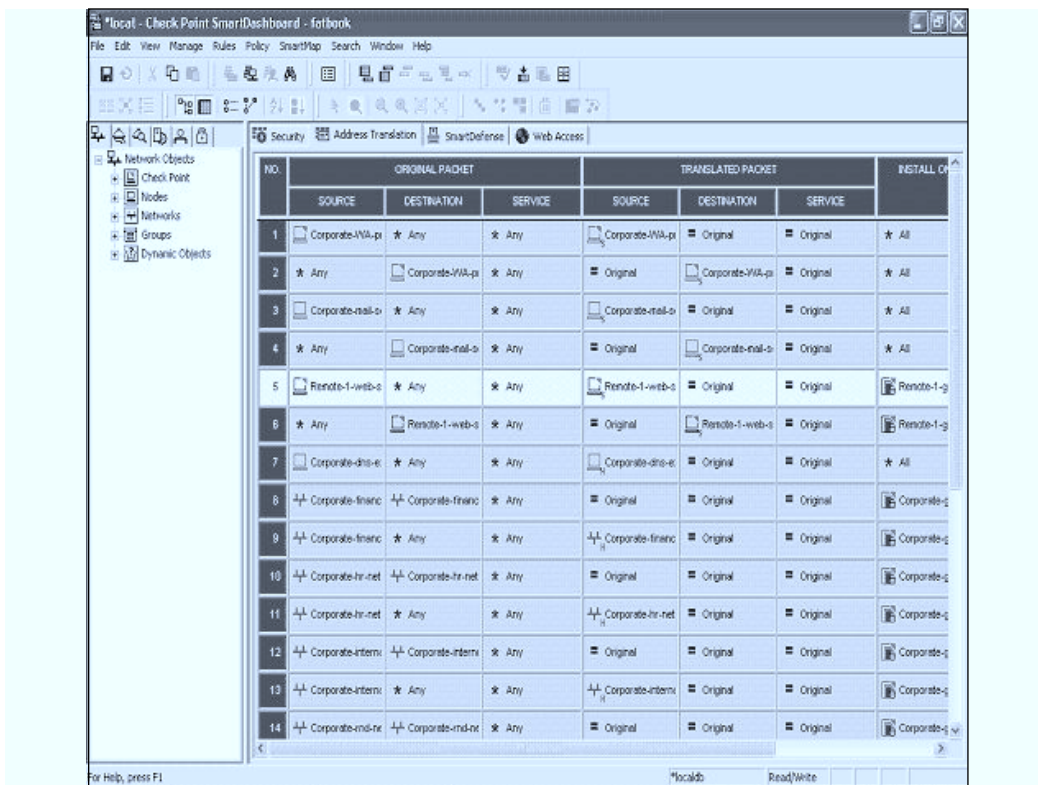 *local - Check Point SmartDashboard - fatbook
File Edit View Manage Rules Policy SmartMap Search Window Help
Security Address Translation SmartDefense Web Access
Network Objects
Check Point
Nodes
Networks
Groups
Dynamic Objects
NO. ORIGINAL PACKET TRANSLATED PACKET INSTALL ON
SOURCE DESTINATION SERVICE SOURCE DESTINATION SERVICE
1 Corporate-WA-pr * Any * Any Corporate-WA-pr = Original = Original * All
2 * Any Corporate-WA-pr * Any = Original Corporate-WA-pr = Original * All
3 Corporate-mail-s * Any * Any Corporate-mail-s = Original = Original * All
4 * Any Corporate-mail-s * Any = Original Corporate-mail-s = Original * All
5 Remote-1-web-s * Any * Any Remote-1-web-s = Original = Original Remote-1-g
6 * Any Remote-1-web-s * Any = Original Remote-1-web-s = Original Remote-1-g
7 Corporate-dns-e * Any * Any Corporate-dns-e = Original = Original * All
8 Corporate-financ Corporate-financ * Any = Original = Original = Original Corporate-g
9 Corporate-financ * Any * Any Corporate-financ = Original = Original Corporate-g
10 Corporate-hr-net Corporate-hr-net * Any = Original = Original = Original Corporate-g
11 Corporate-hr-net * Any * Any Corporate-hr-net = Original = Original Corporate-g
12 Corporate-interna Corporate-interna * Any = Original = Original = Original Corporate-g
13 Corporate-interna * Any * Any Corporate-interna = Original = Original Corporate-g
14 Corporate-rnd-ne Corporate-rnd-ne * Any = Original = Original = Original Corporate-g
For Help, press F1 *localdb Read/Write